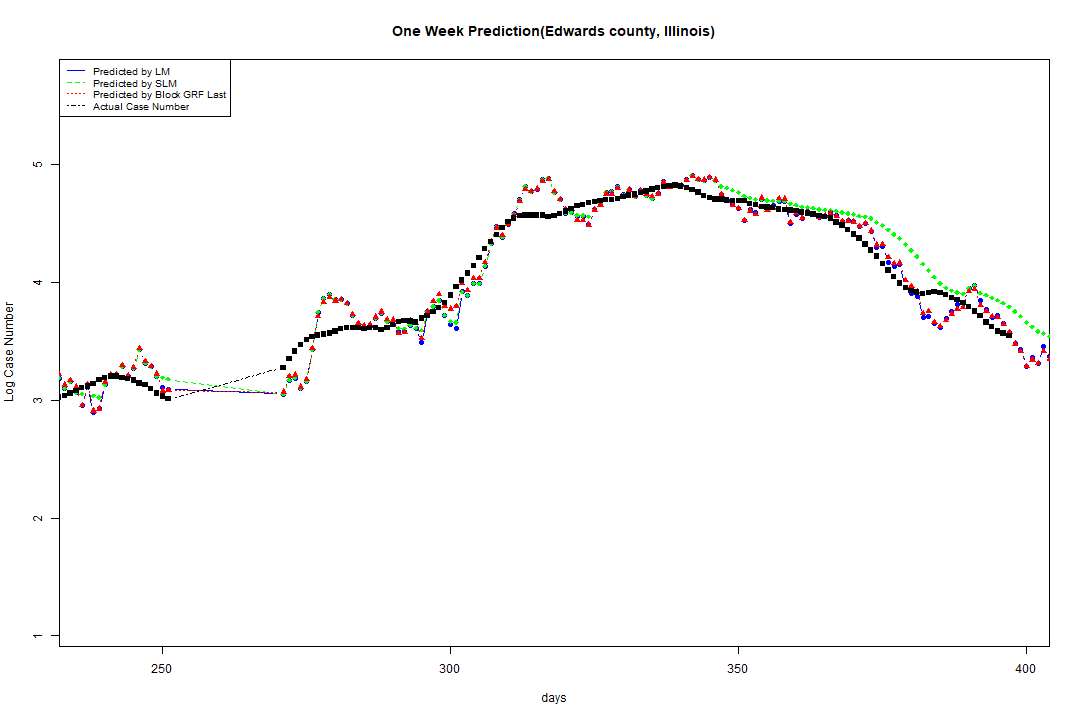 One Week Prediction(Edwards county, Illinois)
Predicted by LM
Predicted by SLM
Predicted by Block GRF Last
Actual Case Number
5
4
3
2
1
Log Case Number
250
300
350
400
days